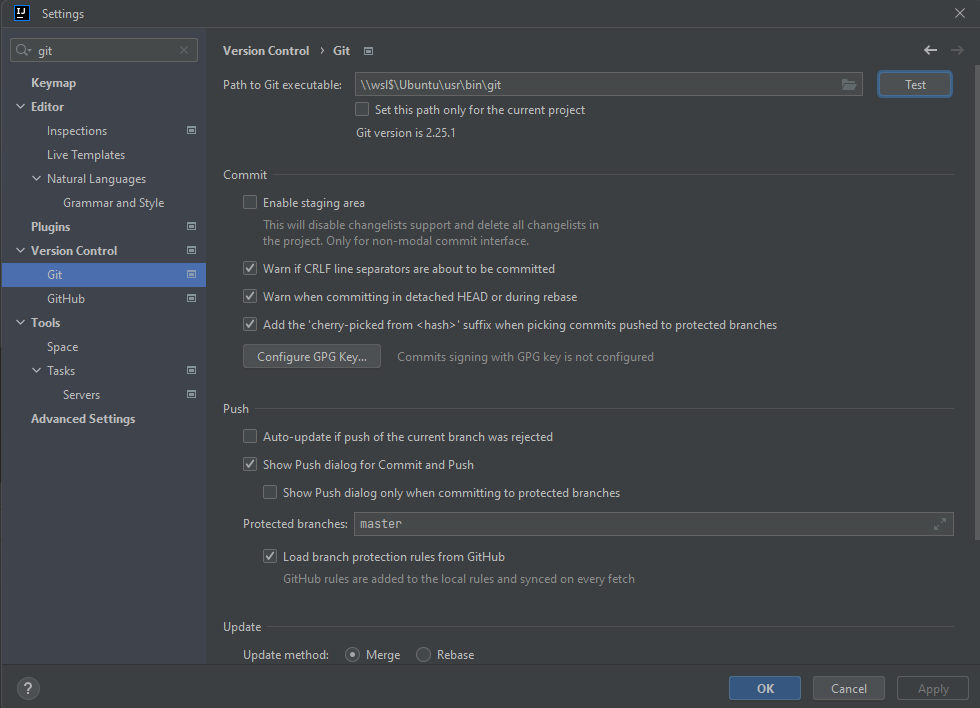 IJ Settings
git
Keymap
Editor
Inspections
Live Templates
Natural Languages
Grammar and Style
Plugins
Version Control
Git
GitHub
Tools
Space
Tasks
Servers
Advanced Settings
Version Control › Git
Path to Git executable: \\wsl$\Ubuntu\usr\bin\git Test
Set this path only for the current project
Git version is 2.25.1
Commit
Enable staging area
This will disable changelists support and delete all changelists in
the project. Only for non-modal commit interface.
Warn if CRLF line separators are about to be committed
Warn when committing in detached HEAD or during rebase
Add the 'cherry-picked from <hash>' suffix when picking commits pushed to protected branches
Configure GPG Key... Commits signing with GPG key is not configured
Push
Auto-update if push of the current branch was rejected
Show Push dialog for Commit and Push
Show Push dialog only when committing to protected branches
Protected branches: master
Load branch protection rules from GitHub
GitHub rules are added to the local rules and synced on every fetch
Update
Update method: Merge Rebase
? OK Cancel Apply